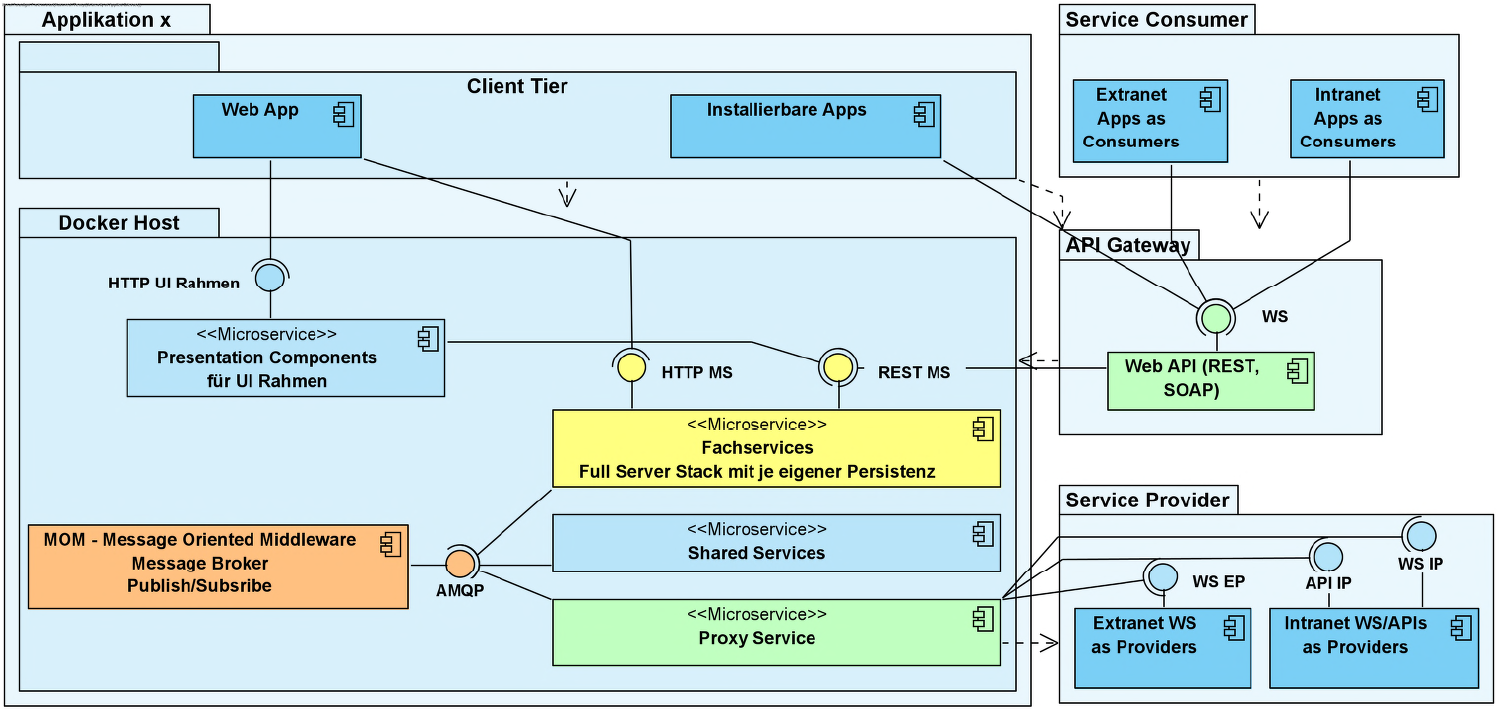 Applikation x
Service Consumer
Client Tier
Web App
Installierbare Apps
Extranet
Apps as
Consumers
Intranet
Apps as
Consumers
Docker Host
API Gateway
HTTP UI Rahmen
WS
<<Microservice>>
Presentation Components
für UI Rahmen
HTTP MS
REST MS
Web API (REST,
SOAP)
<<Microservice>>
Fachservices
Full Server Stack mit je eigener Persistenz
Service Provider
MOM - Message Oriented Middleware
Message Broker
Publish/Subsribe
AMQP
<<Microservice>>
Shared Services
WS EP
API IP
WS IP
<<Microservice>>
Proxy Service
Extranet WS
as Providers
Intranet WS/APIs
as Providers